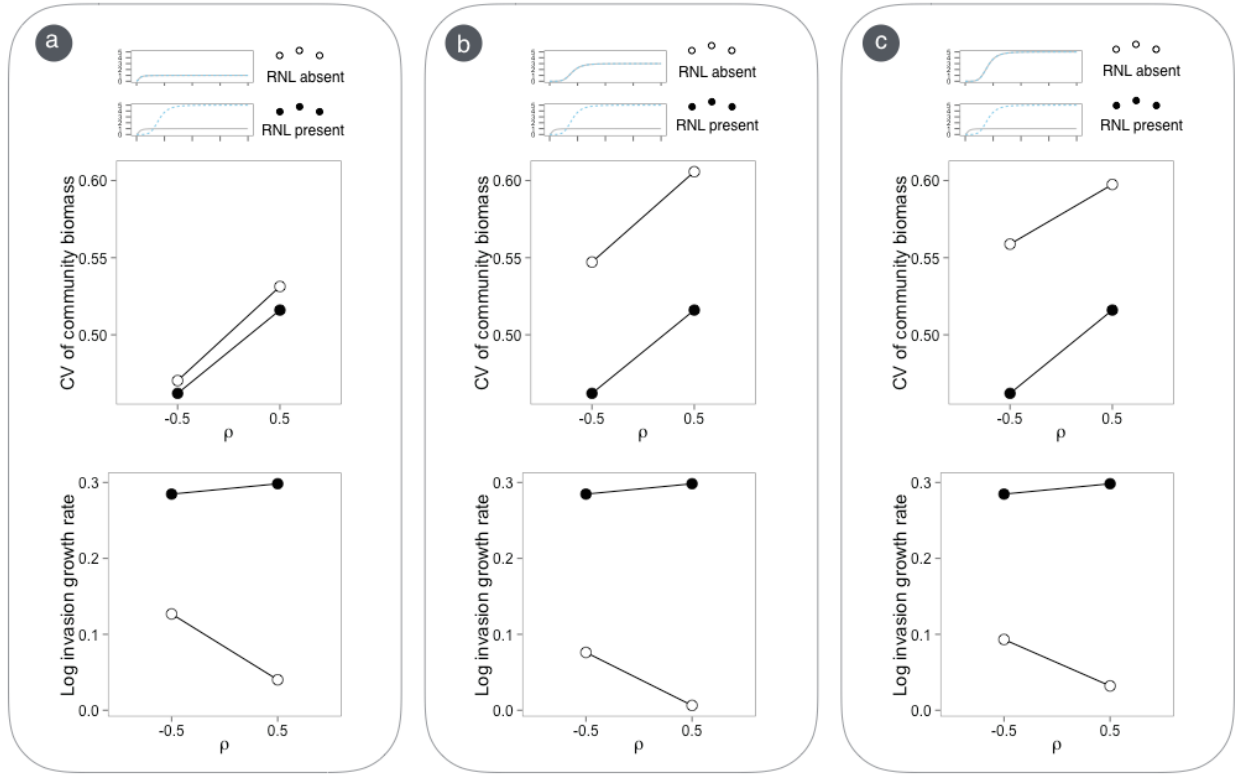 a
RNL absent
RNL present
CV of community biomass
0.60
0.55
0.50
-0.5
0.5
ρ
Log invasion growth rate
0.3
0.2
0.1
0.0
-0.5
0.5
ρ
b
RNL absent
RNL present
CV of community biomass
0.60
0.55
0.50
-0.5
0.5
ρ
Log invasion growth rate
0.3
0.2
0.1
0.0
-0.5
0.5
ρ
c
RNL absent
RNL present
CV of community biomass
0.60
0.55
0.50
-0.5
0.5
ρ
Log invasion growth rate
0.3
0.2
0.1
0.0
-0.5
0.5
ρ